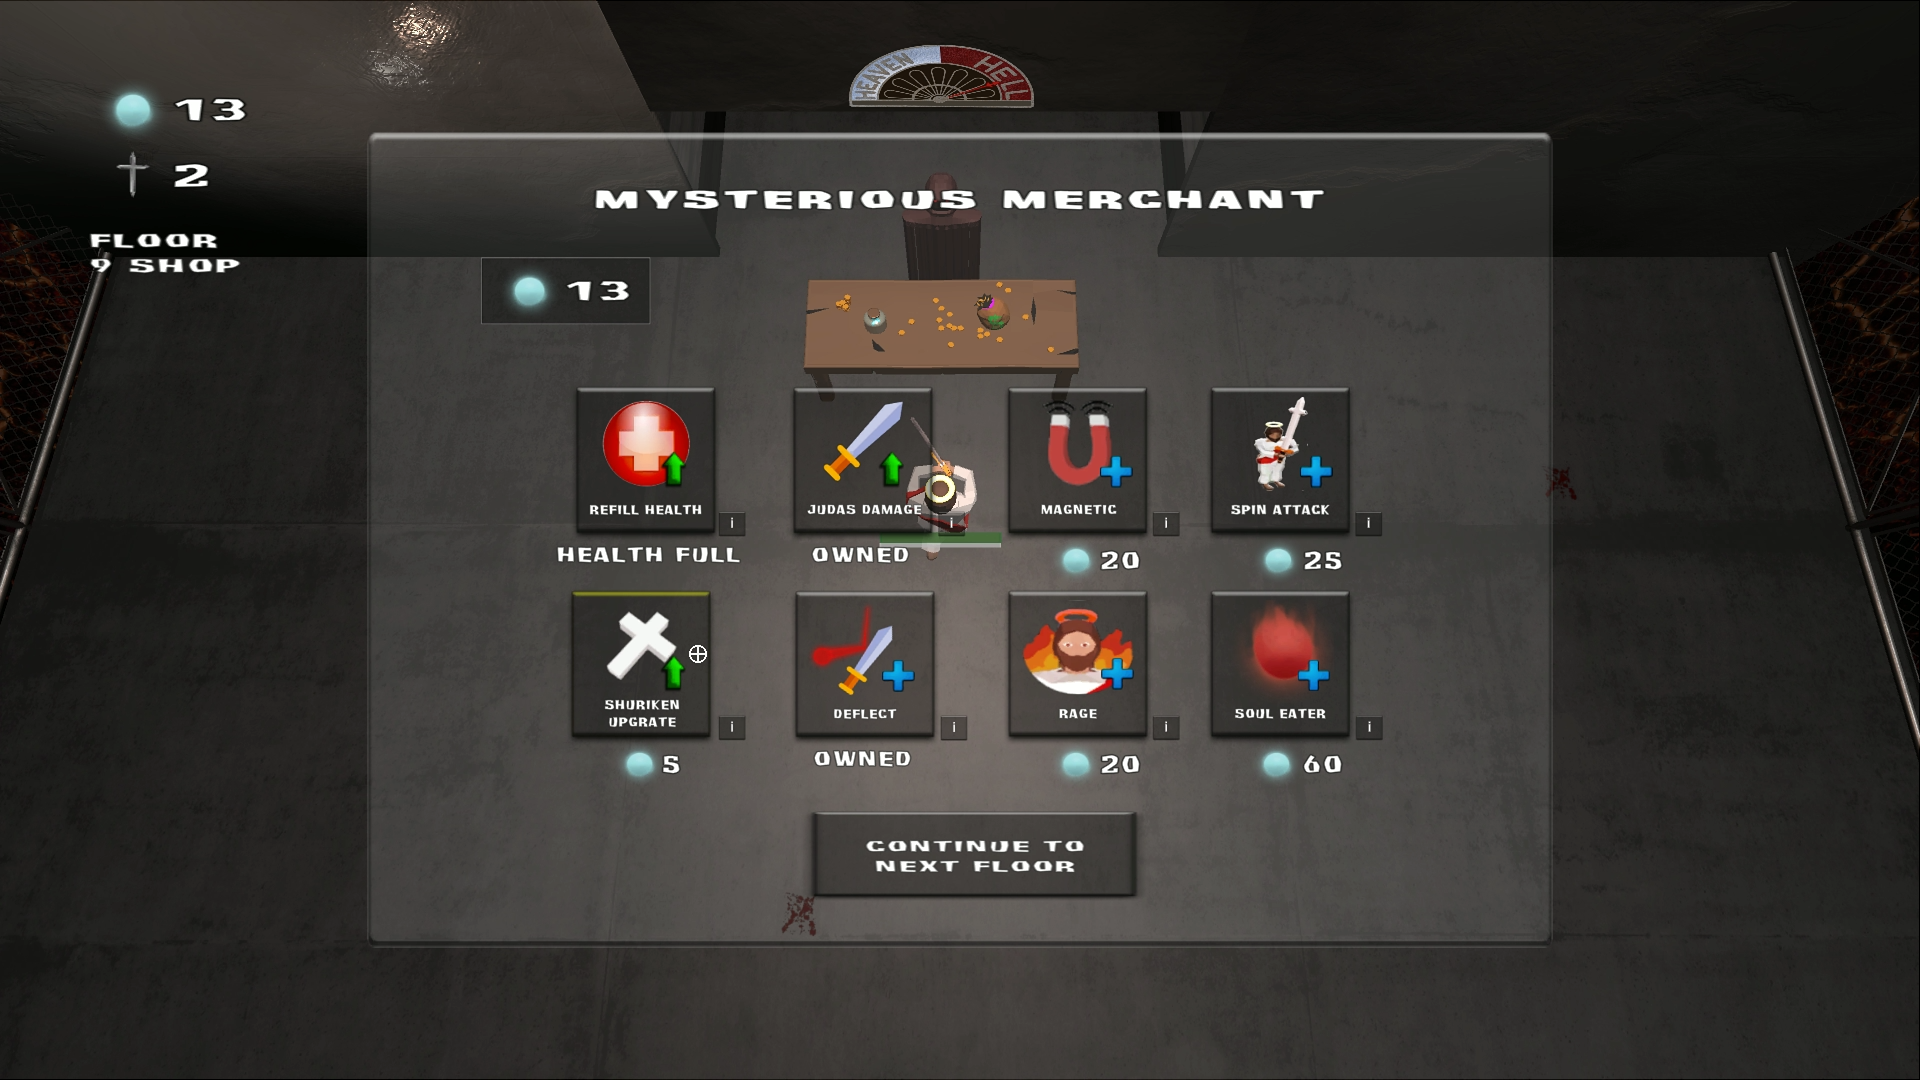 HEAVEN HELL
13
2
FLOOR
9 SHOP
MYSTERIOUS MERCHANT
13
REFILL HEALTH
i
JUDAS DAMAGE
i
MAGNETIC
i
SPIN ATTACK
i
HEALTH FULL
OWNED
20
25
SHURIKEN
UPGRATE
i
DEFLECT
i
RAGE
i
SOUL EATER
i
5
OWNED
20
60
CONTINUE TO
NEXT FLOOR